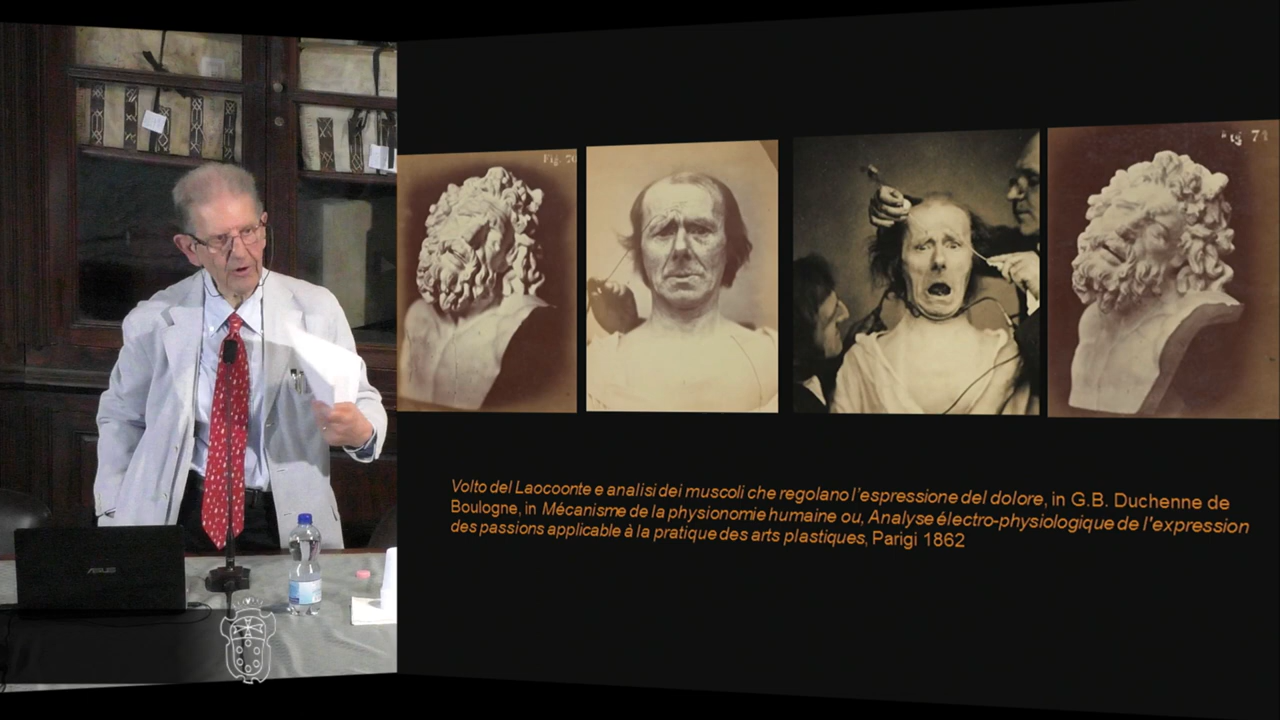 Fig. 70
Fig 71
Volto del Laocoonte e analisi dei muscoli che regolano l'espressione del dolore, in G.B. Duchenne de
Boulogne, in Mécanisme de la physionomie humaine ou, Analyse électro-physiologique de l'expression
des passions applicable à la pratique des arts plastiques, Parigi 1862
ASUS